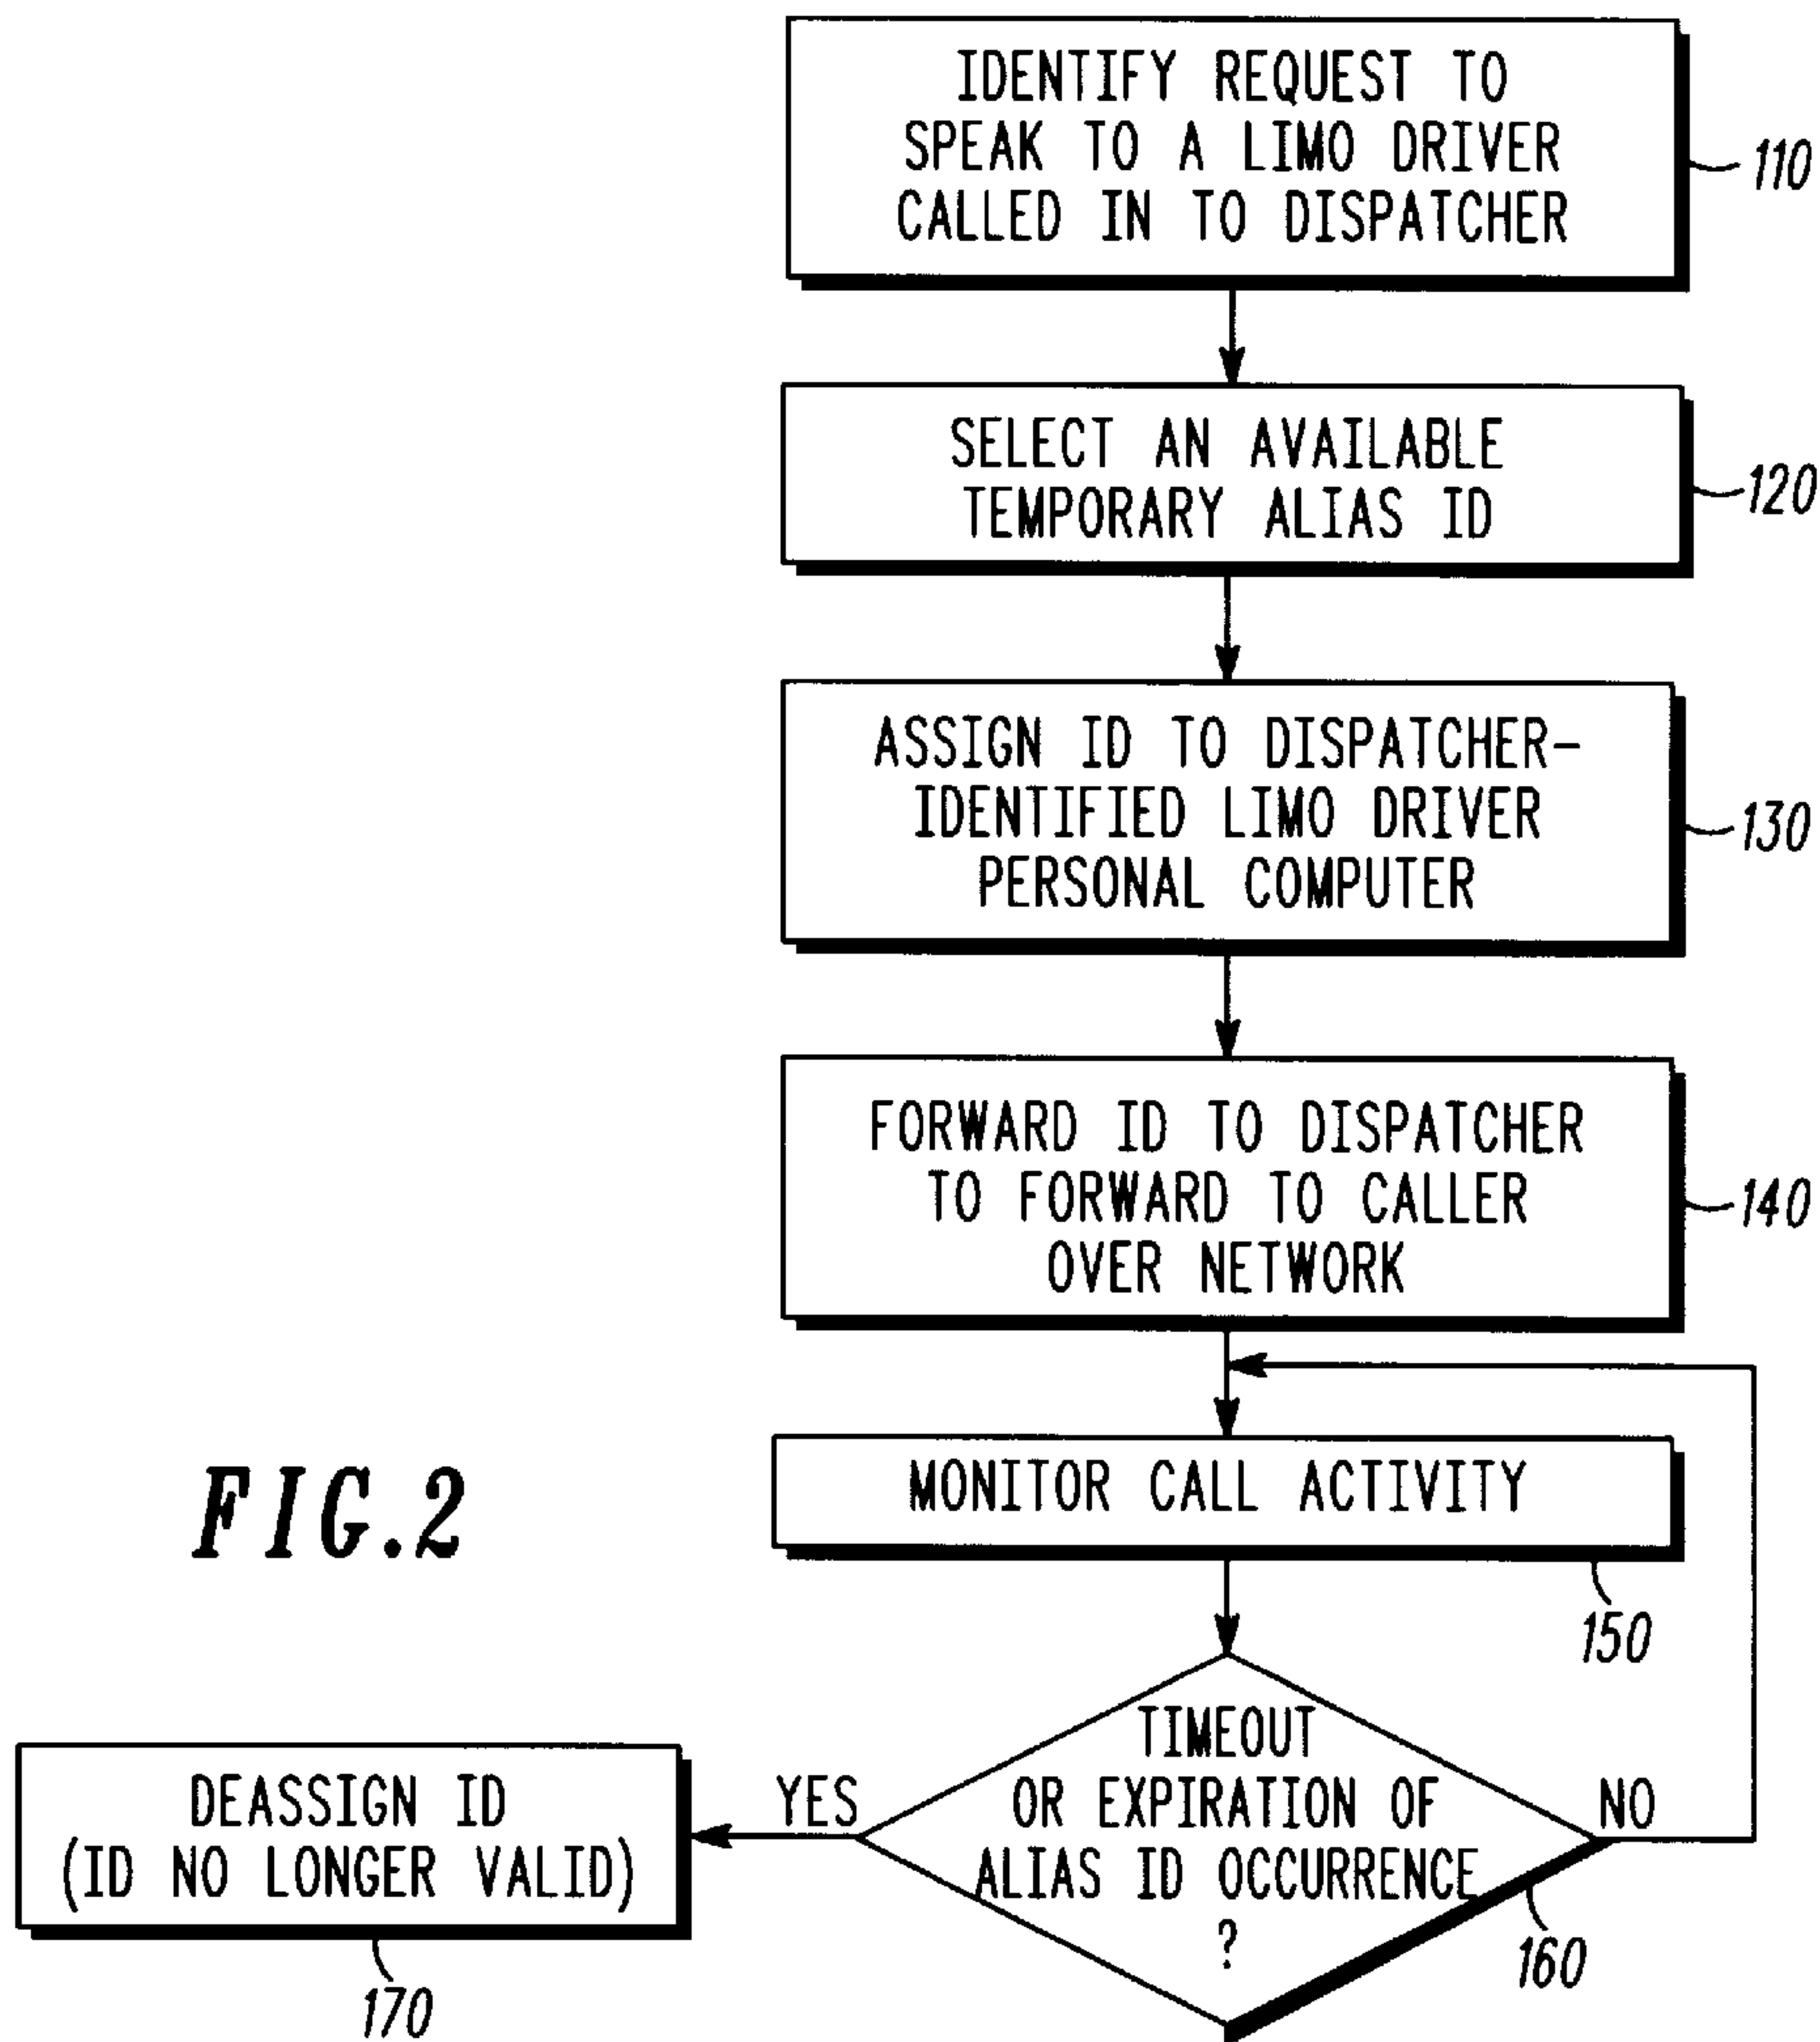 IDENTIFY REQUEST TO
SPEAK TO A LIMO DRIVER
CALLED IN TO DISPATCHER
110
SELECT AN AVAILABLE
TEMPORARY ALIAS ID
120
ASSIGN ID TO DISPATCHER-
IDENTIFIED LIMO DRIVER
PERSONAL COMPUTER
130
FORWARD ID TO DISPATCHER
TO FORWARD TO CALLER
OVER NETWORK
140
MONITOR CALL ACTIVITY
150
TIMEOUT
OR EXPIRATION OF
ALIAS ID OCCURRENCE
?
160
YES
NO
DEASSIGN ID
(ID NO LONGER VALID)
170
FIG.2